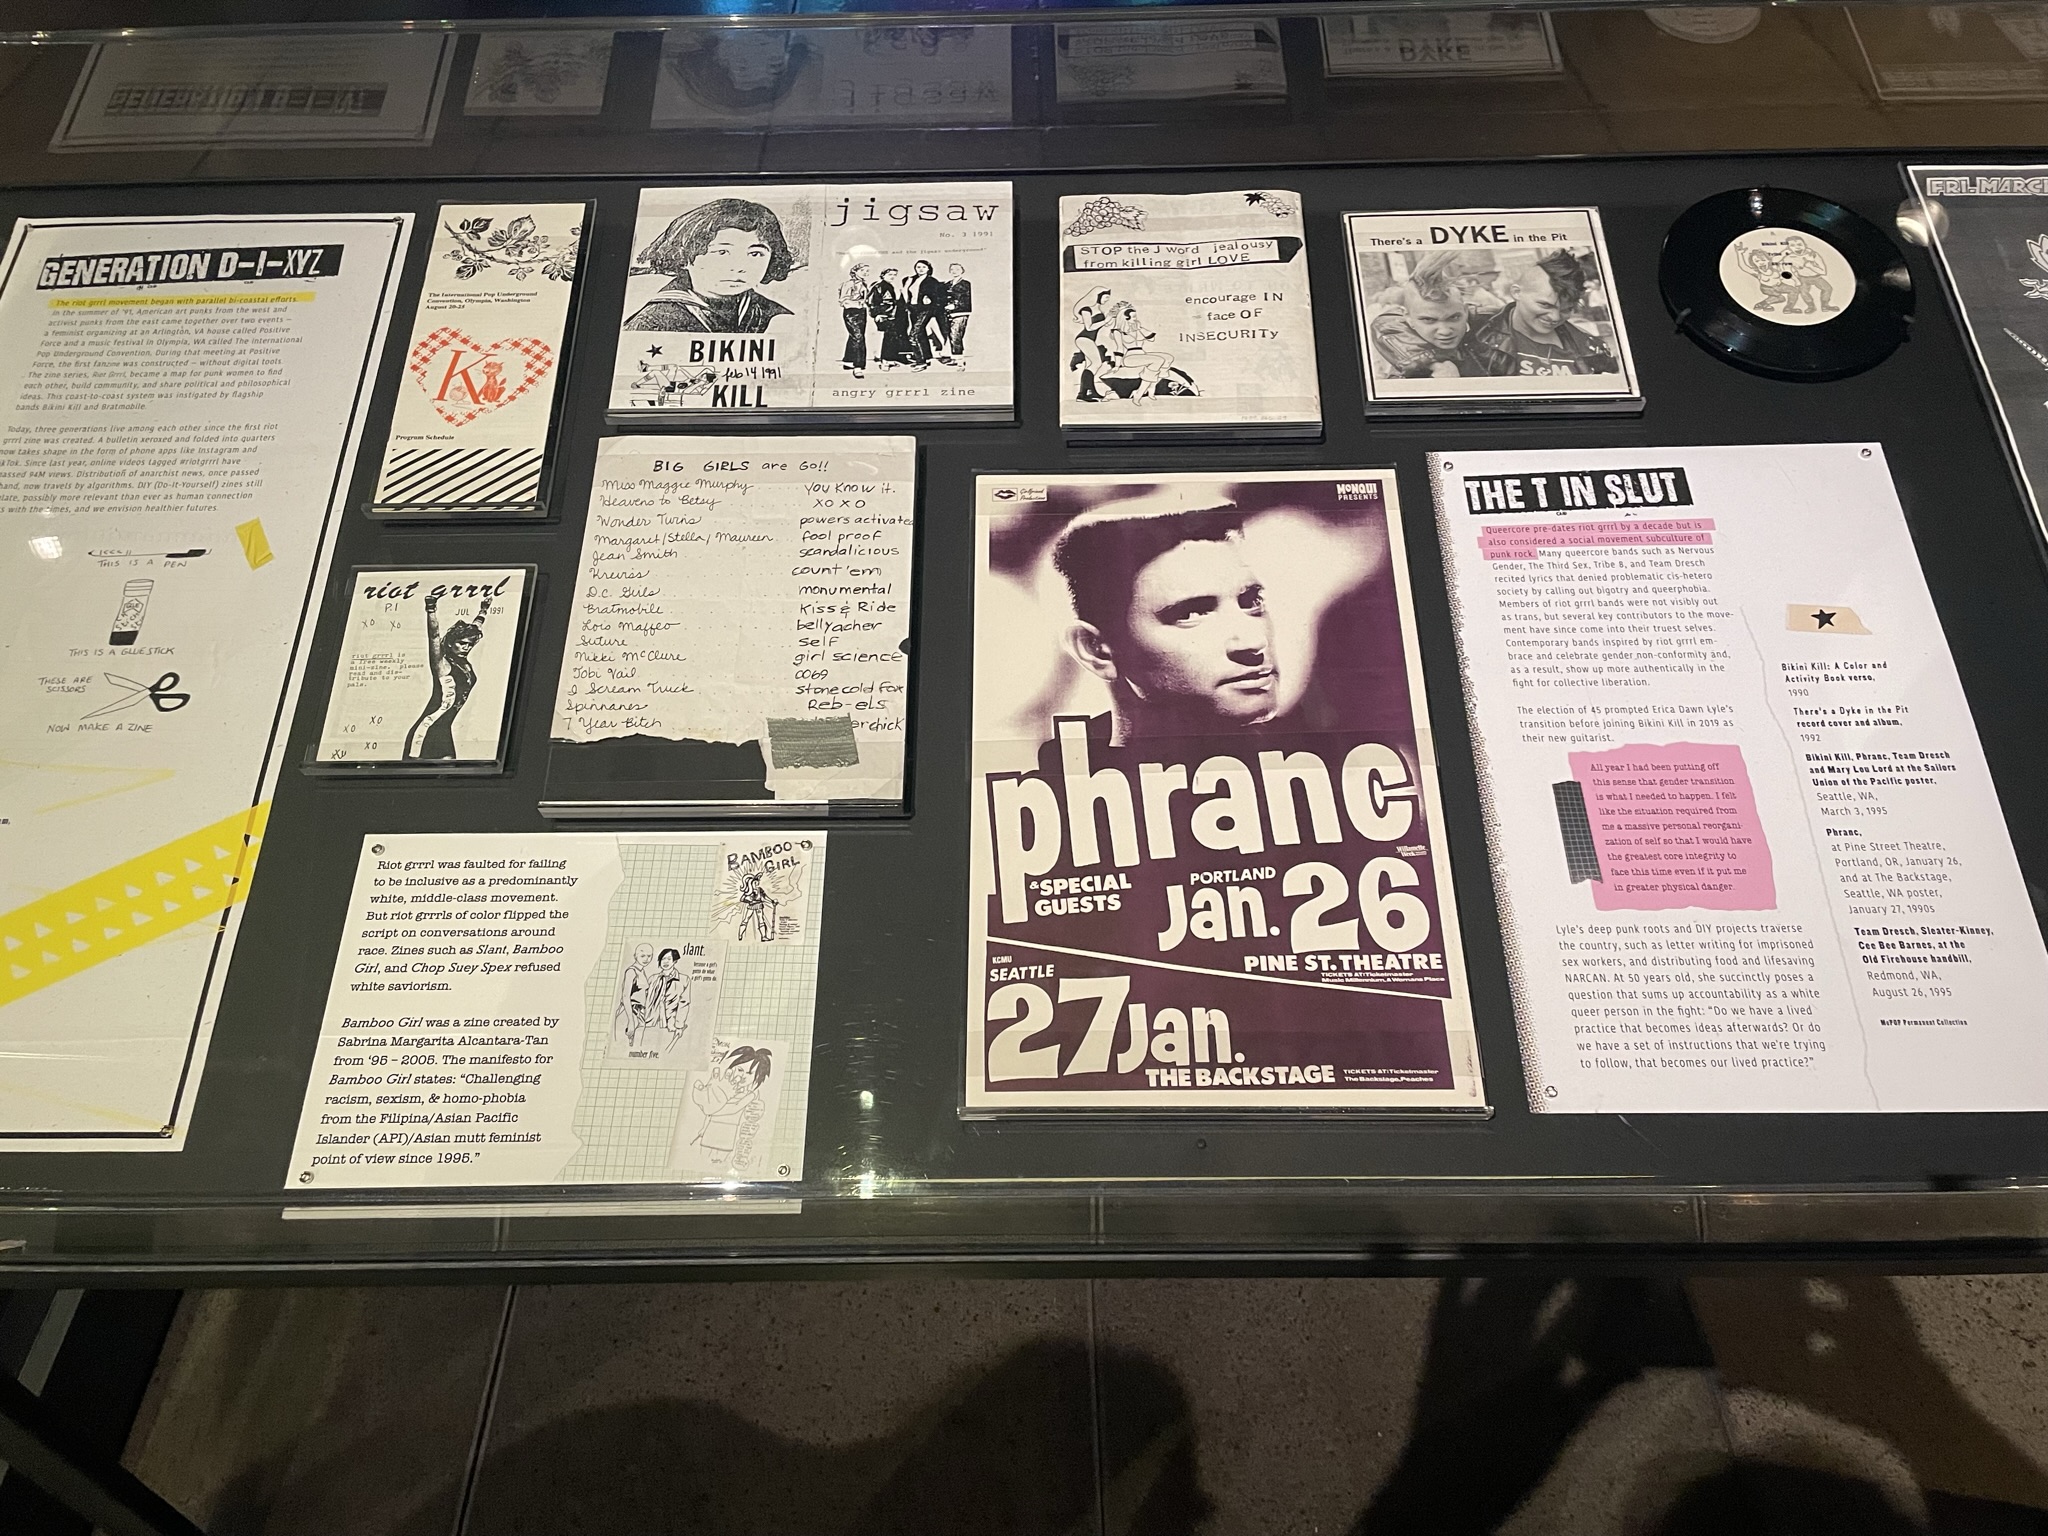 GENERATION D-I-XYZ
The riot grrrl movement began with parallel bi-coastal efforts.
In the summer of '91, American art punks from the west and
activist punks from the east came together over two events –
a feminist organizing at an Arlington, VA house called Positive
Force and a music festival in Olympia, WA called The International
Pop Underground Convention. During that meeting at Positive
Force, the first fanzine was constructed – without digital tools.
The zine series, Riot Grrrl, became a map for punk women to find
each other, build community, and share political and philosophical
ideas. This coast-to-coast system was instigated by flagship
bands Bikini Kill and Bratmobile.
Today, three generations live among each other since the first riot
grrrl zine was created. A bulletin xeroxed and folded into quarters
now takes shape in the form of phone apps like Instagram and
Since last year, online videos tagged #riotgrrrl have
passed 94M views. Distribution of anarchist news, once passed
hand, now travels by algorithms. DIY (Do-It-Yourself) zines still
possibly more relevant than ever as human connection
with the times, and we envision healthier futures.
THIS IS A PEN
THIS IS A GLUESTICK
THESE ARE
SCISSORS
NOW MAKE A ZINE
The International Pop Underground
Convention, Olympia, Washington
August 20-25
K
Program Schedule
BIKINI
feb 14 1991
KILL
jigsaw
No. 3 1991
angry grrrl zine
STOP the J word jealousy
from killing girl LOVE
encourage IN
face OF
INSECURITY
There's a DYKE in the Pit
S&M
Bikini Kill
FRI. MARCH
riot grrrl
JUL 1991
XO XO
riot grrrl is
a free weekly
mini-zine. please
read and dis-
tribute to your
pals.
XO XO
XO
BIG GIRLS are Go!!
Miss Maggie Murphy you know it.
Heavens to Betsy XO XO
Wonder Twins powers activate
Margaret/Stella/Maureen fool proof
Jean Smith scandalicious
Kreviss count 'em
D.C. Girls monumental
Bratmobile Kiss & Ride
Lois Maffeo bellyacher
Suture self
Nikki McClure girl science
Tobi Vail 0069
I Scream Truck stone cold fox
Spinnanes Reb-els
7 Year Bitch erchick
Riot grrrl was faulted for failing
to be inclusive as a predominantly
white, middle-class movement.
But riot grrrls of color flipped the
script on conversations around
race. Zines such as Slant, Bamboo
Girl, and Chop Suey Spex refused
white saviorism.
Bamboo Girl was a zine created by
Sabrina Margarita Alcantara-Tan
from '95 – 2005. The manifesto for
Bamboo Girl states: "Challenging
racism, sexism, & homo-phobia
from the Filipina/Asian Pacific
Islander (API)/Asian mutt feminist
point of view since 1995."
BAMBOO
GIRL
slant.
number five.
MONQUI
PRESENTS
phranc
& SPECIAL
GUESTS
PORTLAND
Jan. 26
PINE ST. THEATRE
TICKETS AT: Ticketmaster
Music Millennium, A Womans Place
KCMU
SEATTLE
27 Jan.
THE BACKSTAGE
TICKETS AT: Ticketmaster
The Backstage, Peaches
THE T IN SLUT
Queercore pre-dates riot grrrl by a decade but is
also considered a social movement subculture of
punk rock. Many queercore bands such as Nervous
Gender, The Third Sex, Tribe 8, and Team Dresch
recited lyrics that denied problematic cis-hetero
society by calling out bigotry and queerphobia.
Members of riot grrrl bands were not visibly out
as trans, but several key contributors to the move-
ment have since come into their truest selves.
Contemporary bands inspired by riot grrrl em-
brace and celebrate gender non-conformity and,
as a result, show up more authentically in the
fight for collective liberation.
The election of 45 prompted Erica Dawn Lyle's
transition before joining Bikini Kill in 2019 as
their new guitarist.
All year I had been putting off
this sense that gender transition
is what I needed to happen. I felt
like the situation required from
me a massive personal reorgani-
zation of self so that I would have
the greatest core integrity to
face this time even if it put me
in greater physical danger.
Lyle's deep punk roots and DIY projects traverse
the country, such as letter writing for imprisoned
sex workers, and distributing food and lifesaving
NARCAN. At 50 years old, she succinctly poses a
question that sums up accountability as a white
queer person in the fight: "Do we have a lived
practice that becomes ideas afterwards? Or do
we have a set of instructions that we're trying
to follow, that becomes our lived practice?"
Bikini Kill: A Color and
Activity Book verso,
1990
There's a Dyke in the Pit
record cover and album,
1992
Bikini Kill, Phranc, Team Dresch
and Mary Lou Lord at the Sailors
Union of the Pacific poster,
Seattle, WA,
March 3, 1995
Phranc,
at Pine Street Theatre,
Portland, OR, January 26,
and at The Backstage,
Seattle, WA poster,
January 27, 1990s
Team Dresch, Sleater-Kinney,
Cee Bee Barnes, at the
Old Firehouse handbill,
Redmond, WA,
August 26, 1995
MoPOP Permanent Collection